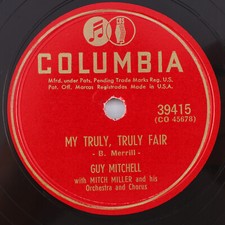 COLUMBIA
Mfrd. under Pats. Pending Trade Marks Reg. U.S.
Pat. Off. Marcas Registradas Made in U.S.A.
39415
(CO 45678)
MY TRULY, TRULY FAIR
- B. Merrill -
GUY MITCHELL
with MITCH MILLER and his
Orchestra and Chorus